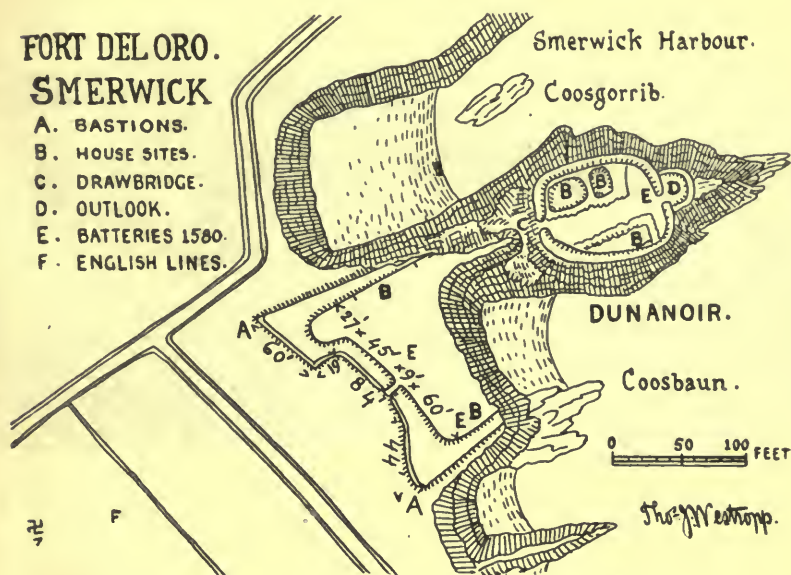 FORT DEL ORO.
SMERWICK
A. BASTIONS.
B. HOUSE SITES.
C. DRAWBRIDGE.
D. OUTLOOK.
E. BATTERIES 1580.
F. ENGLISH LINES.
Smerwick Harbour.
Coosgorrib.
B
B
E
D
C
B
DUNANOIR.
B
A
27'
45'
E
60'
9'
9'
84'
60'
E
B
Coosbaun.
44
A
0 50 100 FEET
F
Thos. J. Westropp.